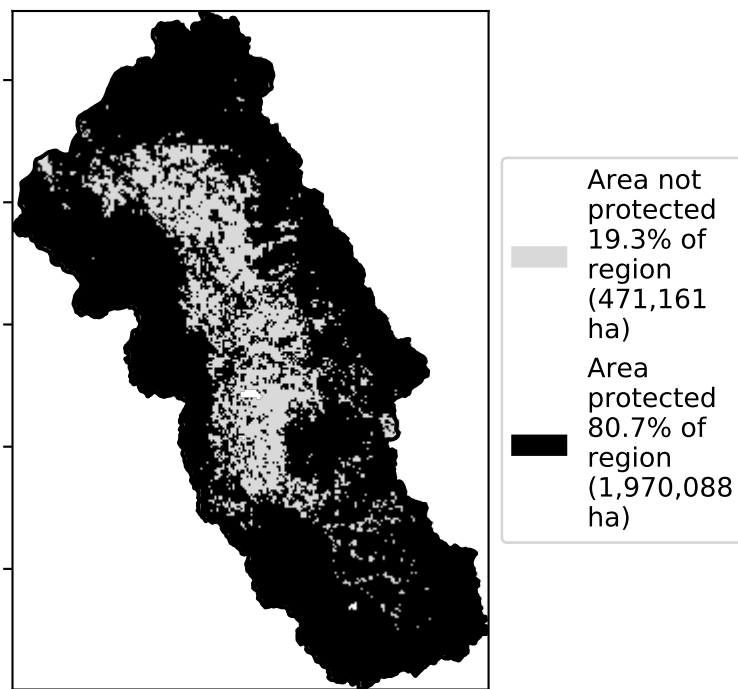 Area not
protected
19.3% of
region
(471,161
ha)
Area
protected
80.7% of
region
(1,970,088
ha)